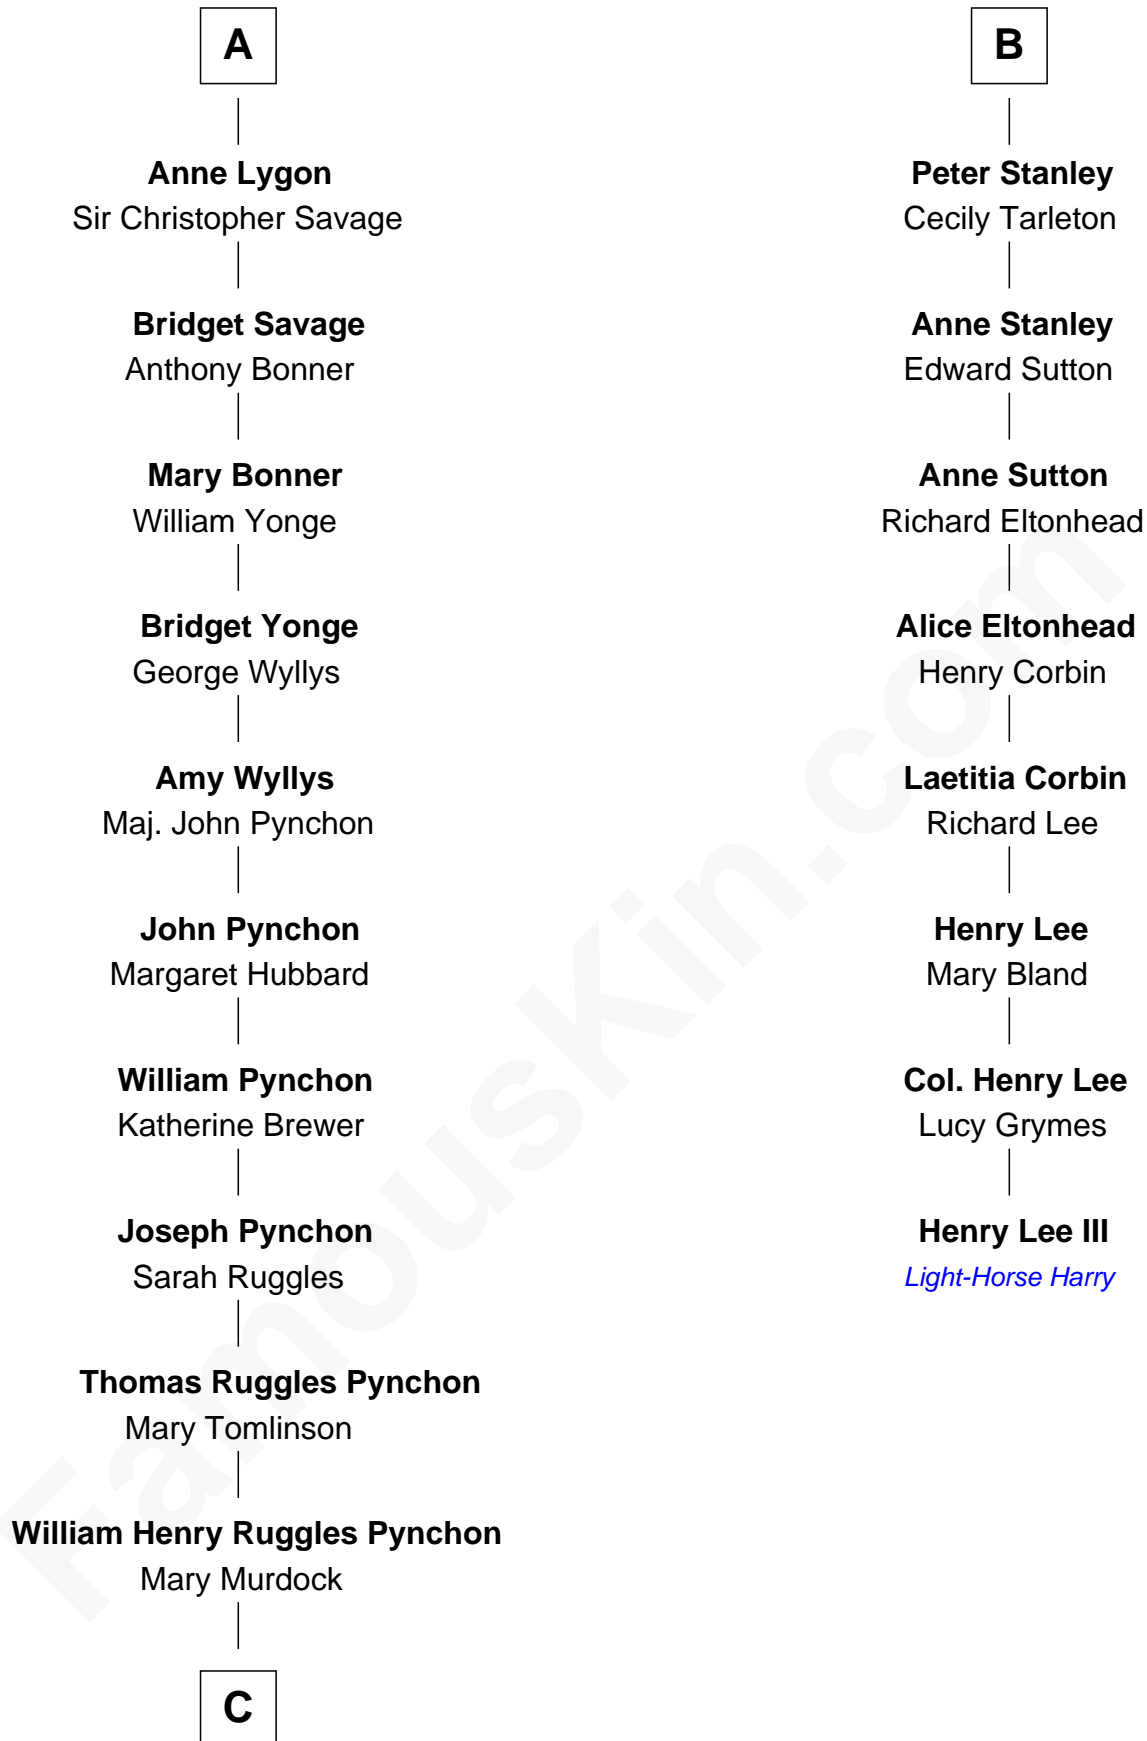 A
Anne Lygon
Sir Christopher Savage
Bridget Savage
Anthony Bonner
Mary Bonner
William Yonge
Bridget Yonge
George Wyllys
Amy Wyllys
Maj. John Pynchon
John Pynchon
Margaret Hubbard
William Pynchon
Katherine Brewer
Joseph Pynchon
Sarah Ruggles
Thomas Ruggles Pynchon
Mary Tomlinson
William Henry Ruggles Pynchon
Mary Murdock
C
B
Peter Stanley
Cecily Tarleton
Anne Stanley
Edward Sutton
Anne Sutton
Richard Eltonhead
Alice Eltonhead
Henry Corbin
Laetitia Corbin
Richard Lee
Henry Lee
Mary Bland
Col. Henry Lee
Lucy Grymes
Henry Lee III
Light-Horse Harry
FamousKin.com